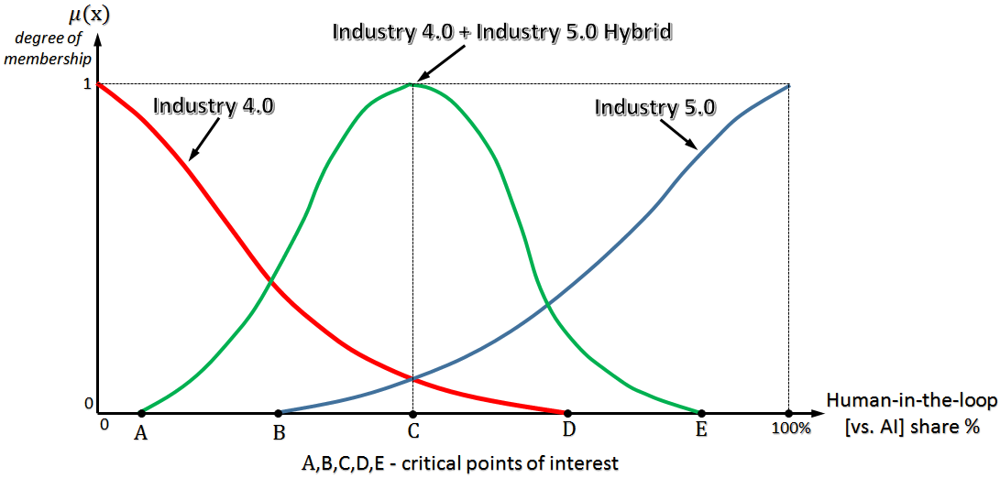 μ(x)
degree of
membership
Industry 4.0 + Industry 5.0 Hybrid
1
Industry 4.0
Industry 5.0
0
0
A
B
C
D
E
100%
Human-in-the-loop
[vs. AI] share %
A,B,C,D,E - critical points of interest